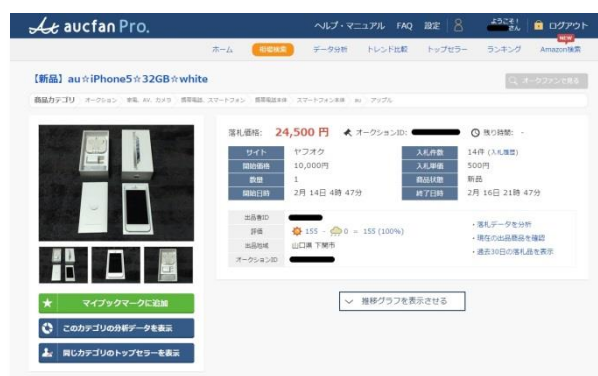 aucfan Pro.
ヘルプ・マニュアル FAQ 設定 ようこそ! さん ログアウト
NEW
ホーム 相場検索 データ分析 トレンド比較 トップセラー ランキング Amazon検索
【新品】au☆iPhone5☆32GB☆white
オークファンで見る
商品カテゴリ オークション 家電、AV、カメラ 携帯電話、スマートフォン 携帯電話本体 スマートフォン本体 au アップル
落札価格: 24,500 円 オークションID: 残り時間: -
サイト ヤフオク 入札件数 14件 (入札履歴)
開始価格 10,000円 入札単価 500円
数量 1 商品状態 新品
開始日時 2月 14日 4時 47分 終了日時 2月 16日 21時 47分
出品者ID
評価 155 - 0 = 155 (100%)
出品地域 山口県 下関市
オークションID
・落札データを分析
・現在の出品商品を確認
・過去30日の落札品を表示
推移グラフを表示させる
マイブックマークに追加
このカテゴリの分析データを表示
同じカテゴリのトップセラーを表示